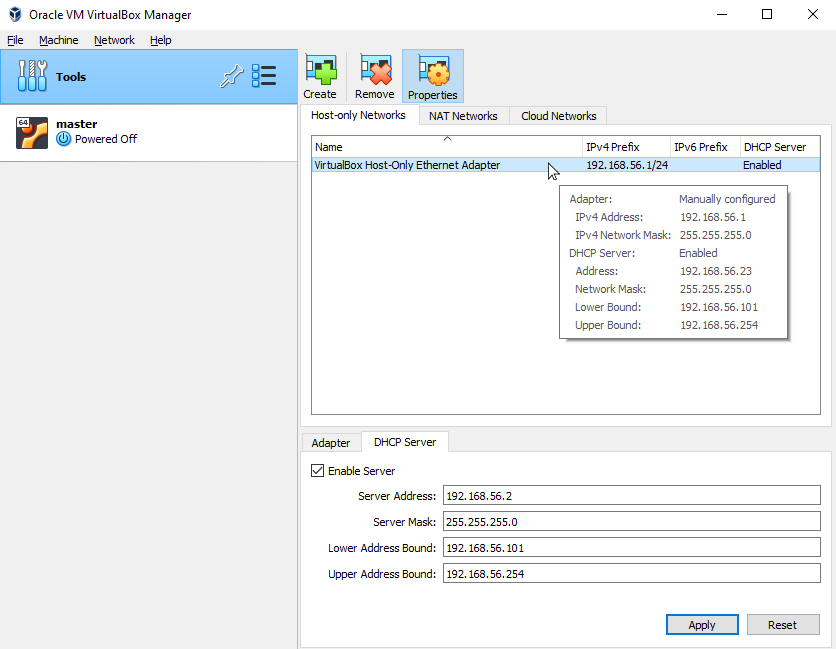 Oracle VM VirtualBox Manager
File Machine Network Help
Tools
Create Remove Properties
64 master
Powered Off
Host-only Networks NAT Networks Cloud Networks
Name IPv4 Prefix IPv6 Prefix DHCP Server
VirtualBox Host-Only Ethernet Adapter 192.168.56.1/24 Enabled
Adapter: Manually configured
IPv4 Address: 192.168.56.1
IPv4 Network Mask: 255.255.255.0
DHCP Server: Enabled
Address: 192.168.56.23
Network Mask: 255.255.255.0
Lower Bound: 192.168.56.101
Upper Bound: 192.168.56.254
Adapter DHCP Server
Enable Server
Server Address: 192.168.56.2
Server Mask: 255.255.255.0
Lower Address Bound: 192.168.56.101
Upper Address Bound: 192.168.56.254
Apply Reset